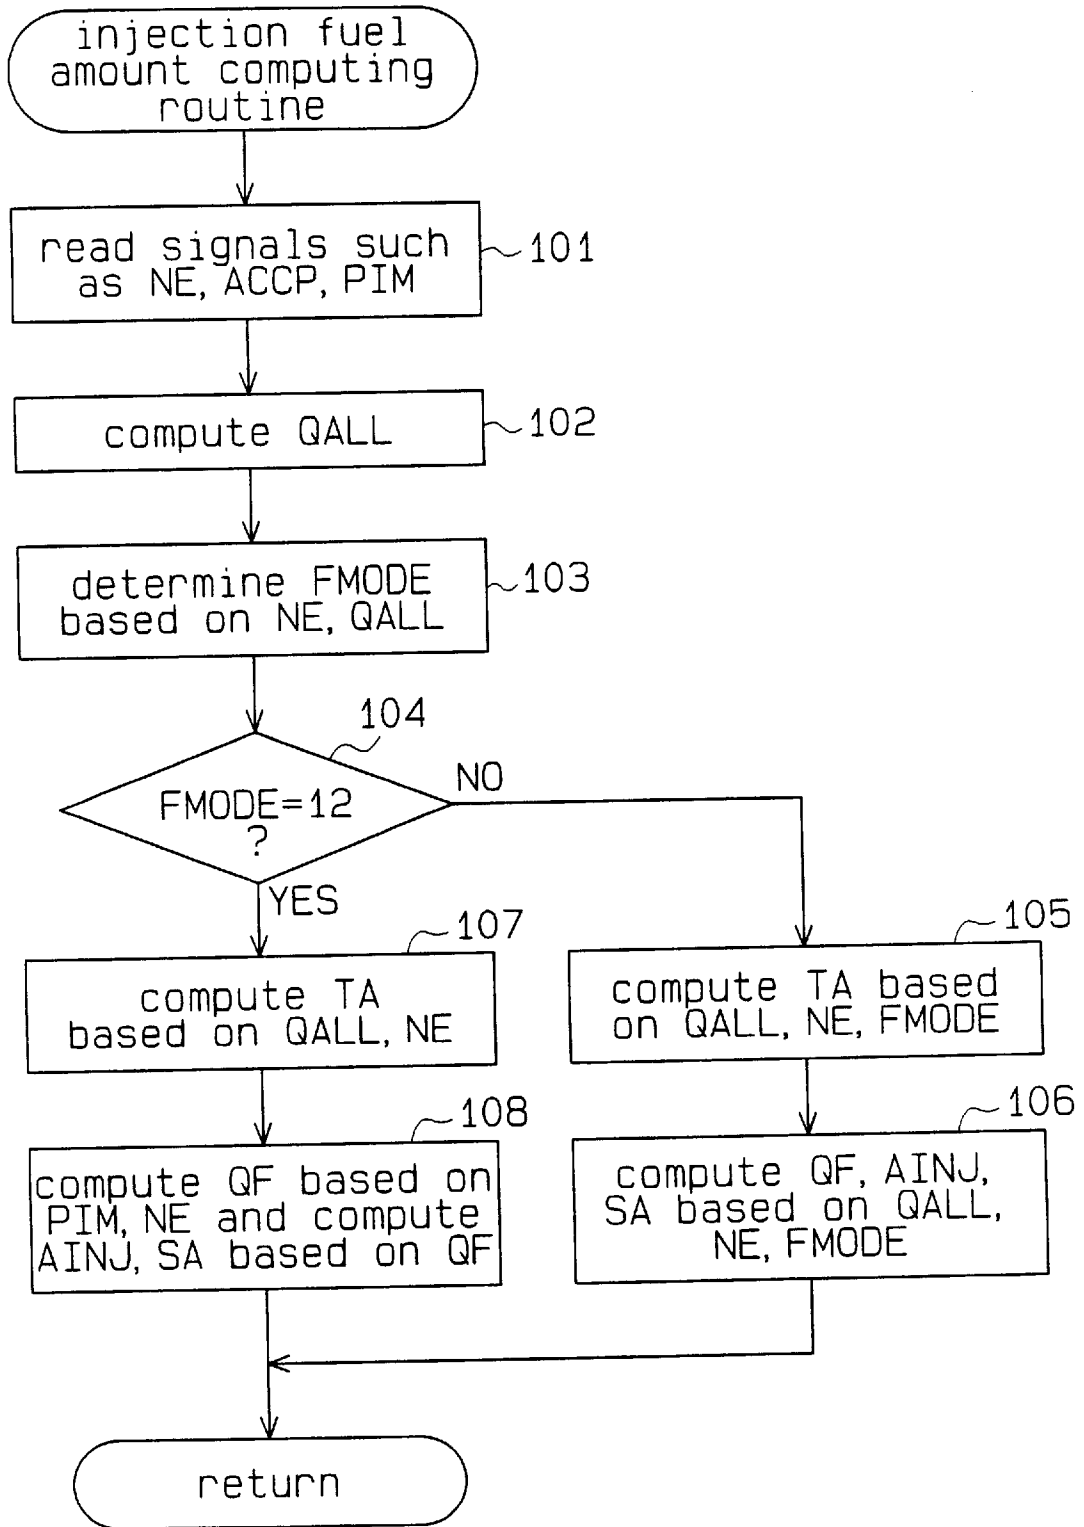 injection fuel
amount computing
routine
read signals such
as NE, ACCP, PIM
101
compute QALL
102
determine FMODE
based on NE, QALL
103
104
FMODE=12
?
NO
YES
107
compute TA
based on QALL, NE
105
compute TA based
on QALL, NE, FMODE
108
compute QF based on
PIM, NE and compute
AINJ, SA based on QF
106
compute QF, AINJ,
SA based on QALL,
NE, FMODE
return